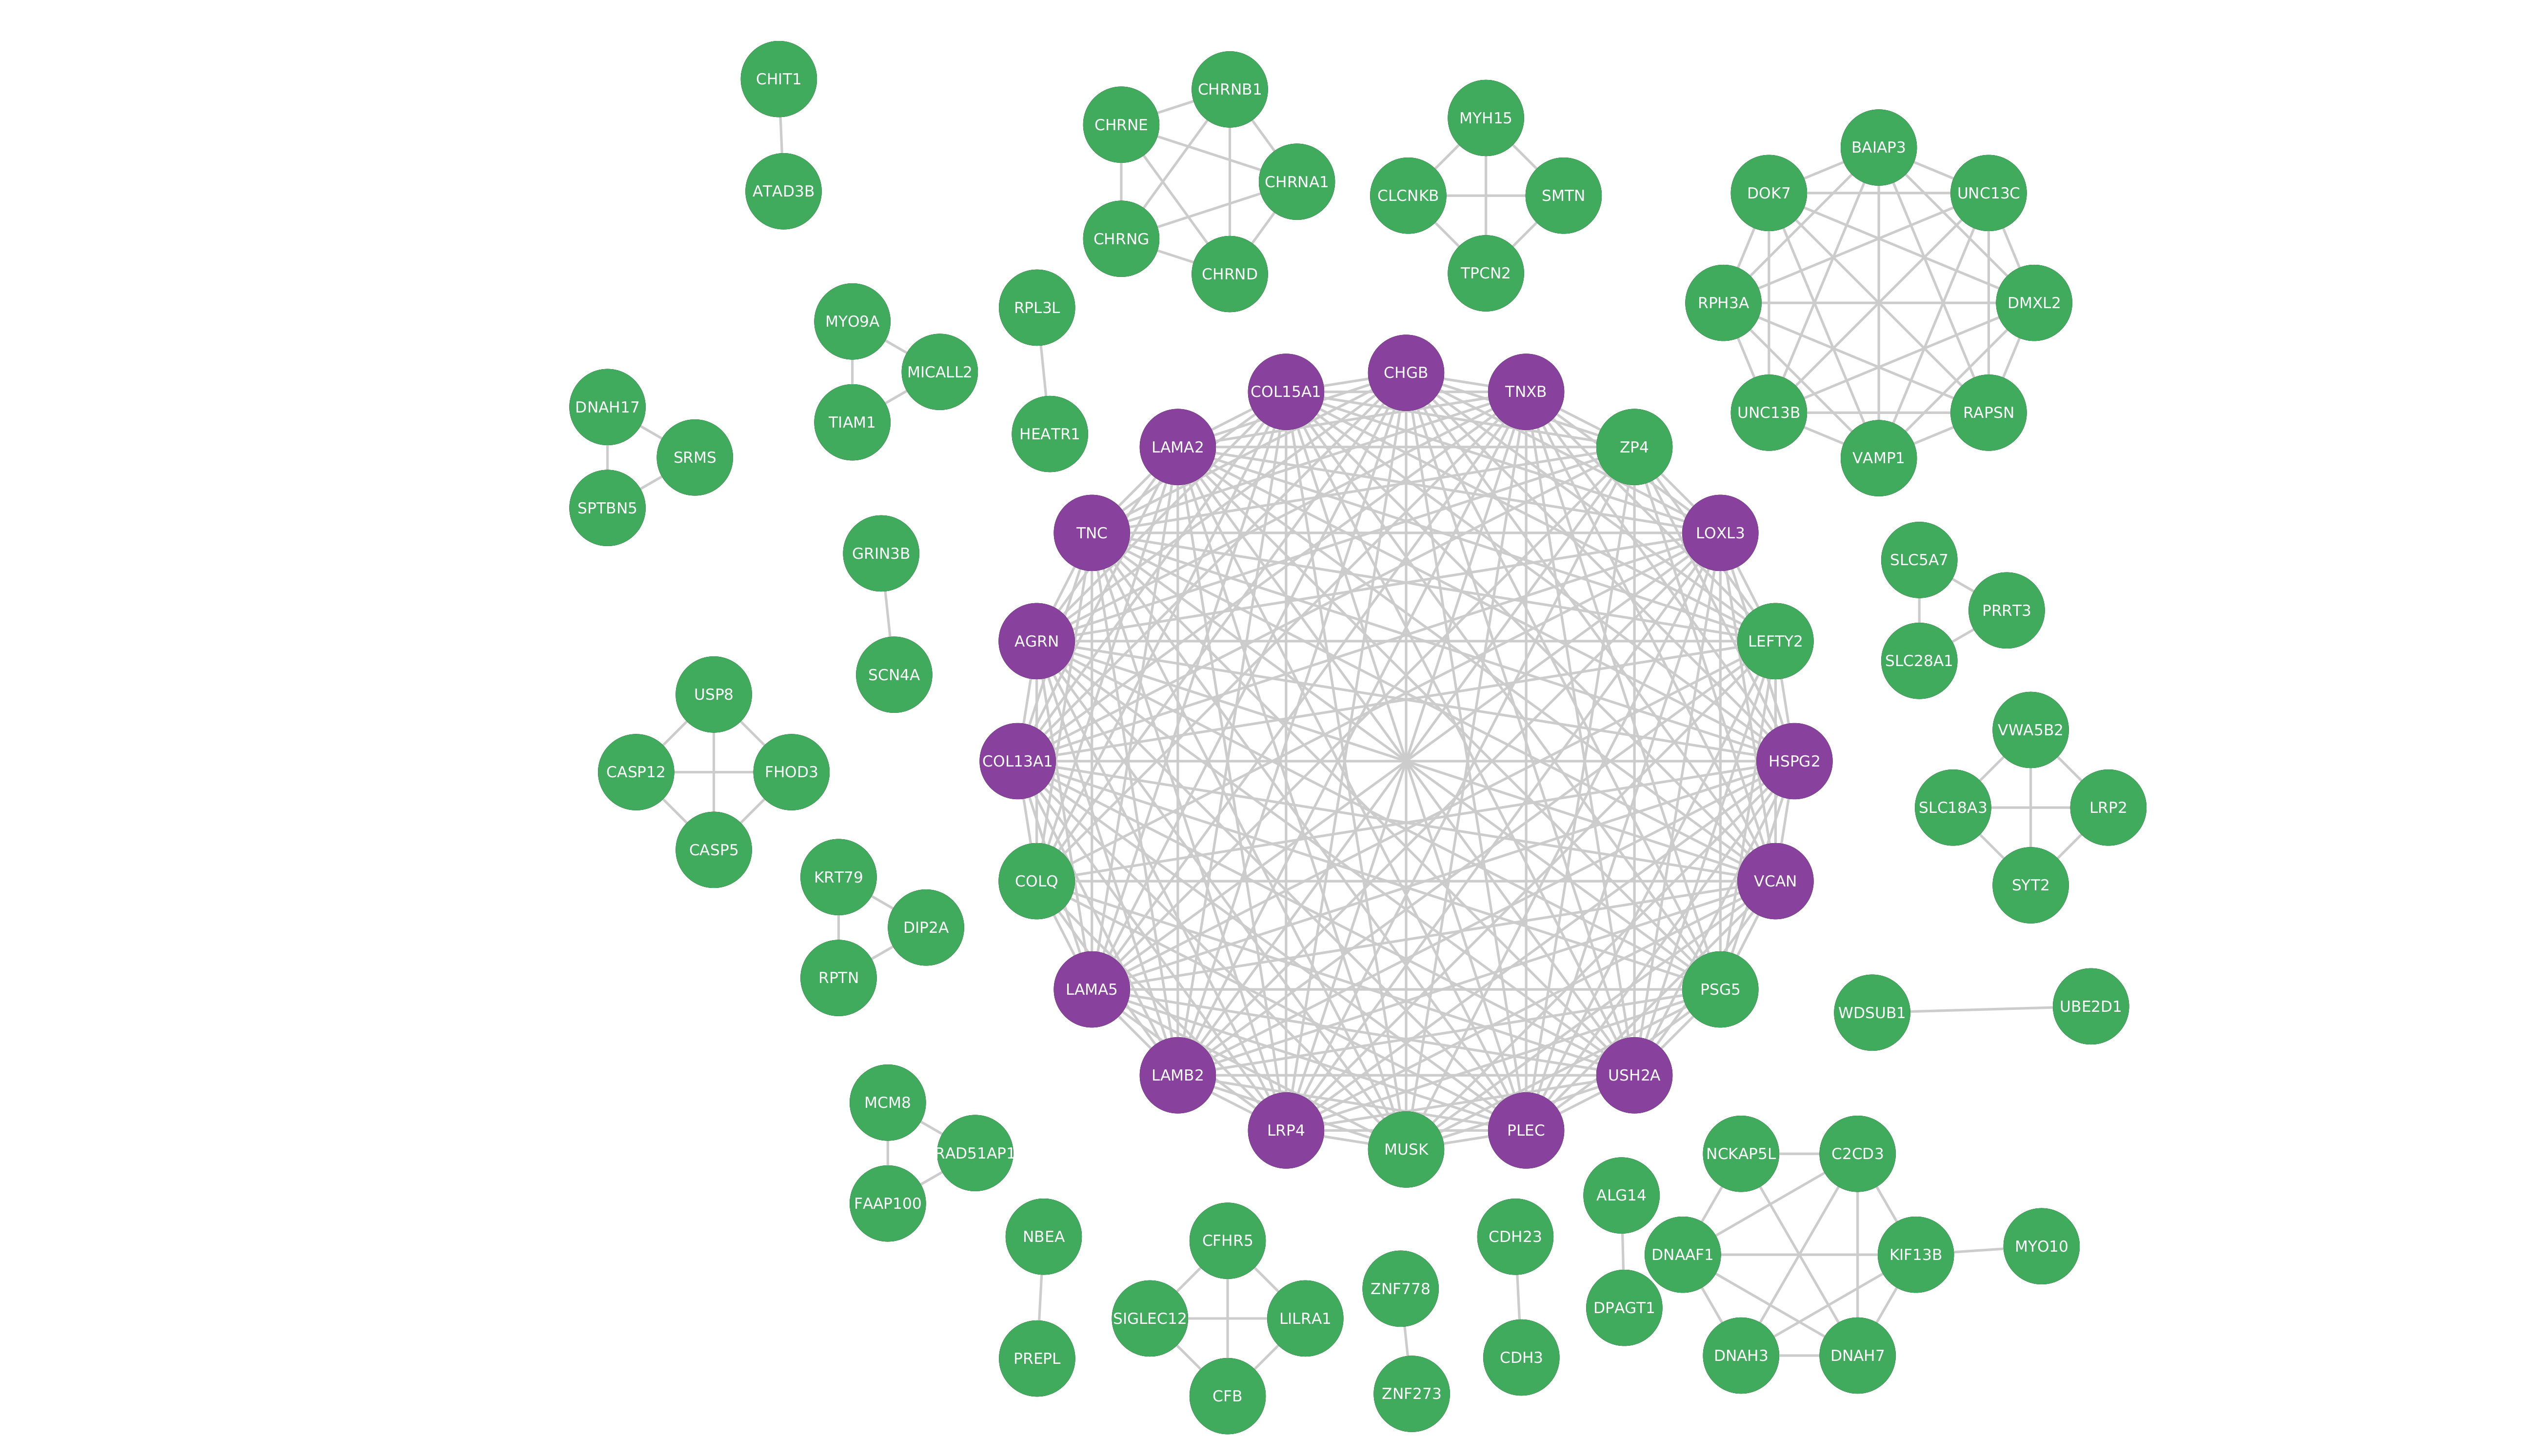 CHIT1
ATAD3B
CHRNB1
CHRNE
CHRNA1
CHRNG
CHRND
MYH15
CLCNKB
SMTN
TPCN2
BAIAP3
DOK7
UNC13C
RPH3A
DMXL2
UNC13B
RAPSN
VAMP1
MYO9A
MICALL2
TIAM1
RPL3L
HEATR1
DNAH17
SRMS
SPTBN5
GRIN3B
SCN4A
CHGB
COL15A1
TNXB
LAMA2
ZP4
TNC
LOXL3
AGRN
LEFTY2
COL13A1
HSPG2
COLQ
VCAN
LAMA5
PSG5
LAMB2
USH2A
LRP4
PLEC
MUSK
SLC5A7
PRRT3
SLC28A1
USP8
CASP12
FHOD3
CASP5
VWA5B2
SLC18A3
LRP2
SYT2
KRT79
DIP2A
RPTN
WDSUB1
UBE2D1
MCM8
RAD51AP1
FAAP100
NBEA
PREPL
CFHR5
SIGLEC12
LILRA1
CFB
ZNF778
ZNF273
CDH23
CDH3
ALG14
DPAGT1
NCKAP5L
C2CD3
DNAAF1
KIF13B
MYO10
DNAH3
DNAH7